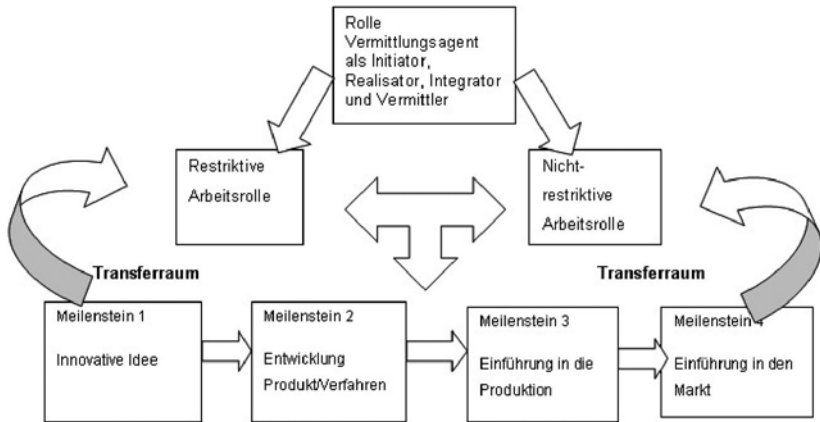 Rolle
Vermittlungsagent
als Initiator,
Realisator, Integrator
und Vermittler
Restriktive
Arbeitsrolle
Nicht-
restriktive
Arbeitsrolle
Transferraum
Transferraum
Meilenstein 1
Innovative Idee
Meilenstein 2
Entwicklung
Produkt/Verfahren
Meilenstein 3
Einführung in die
Produktion
Meilenstein 4
Einführung in den
Markt